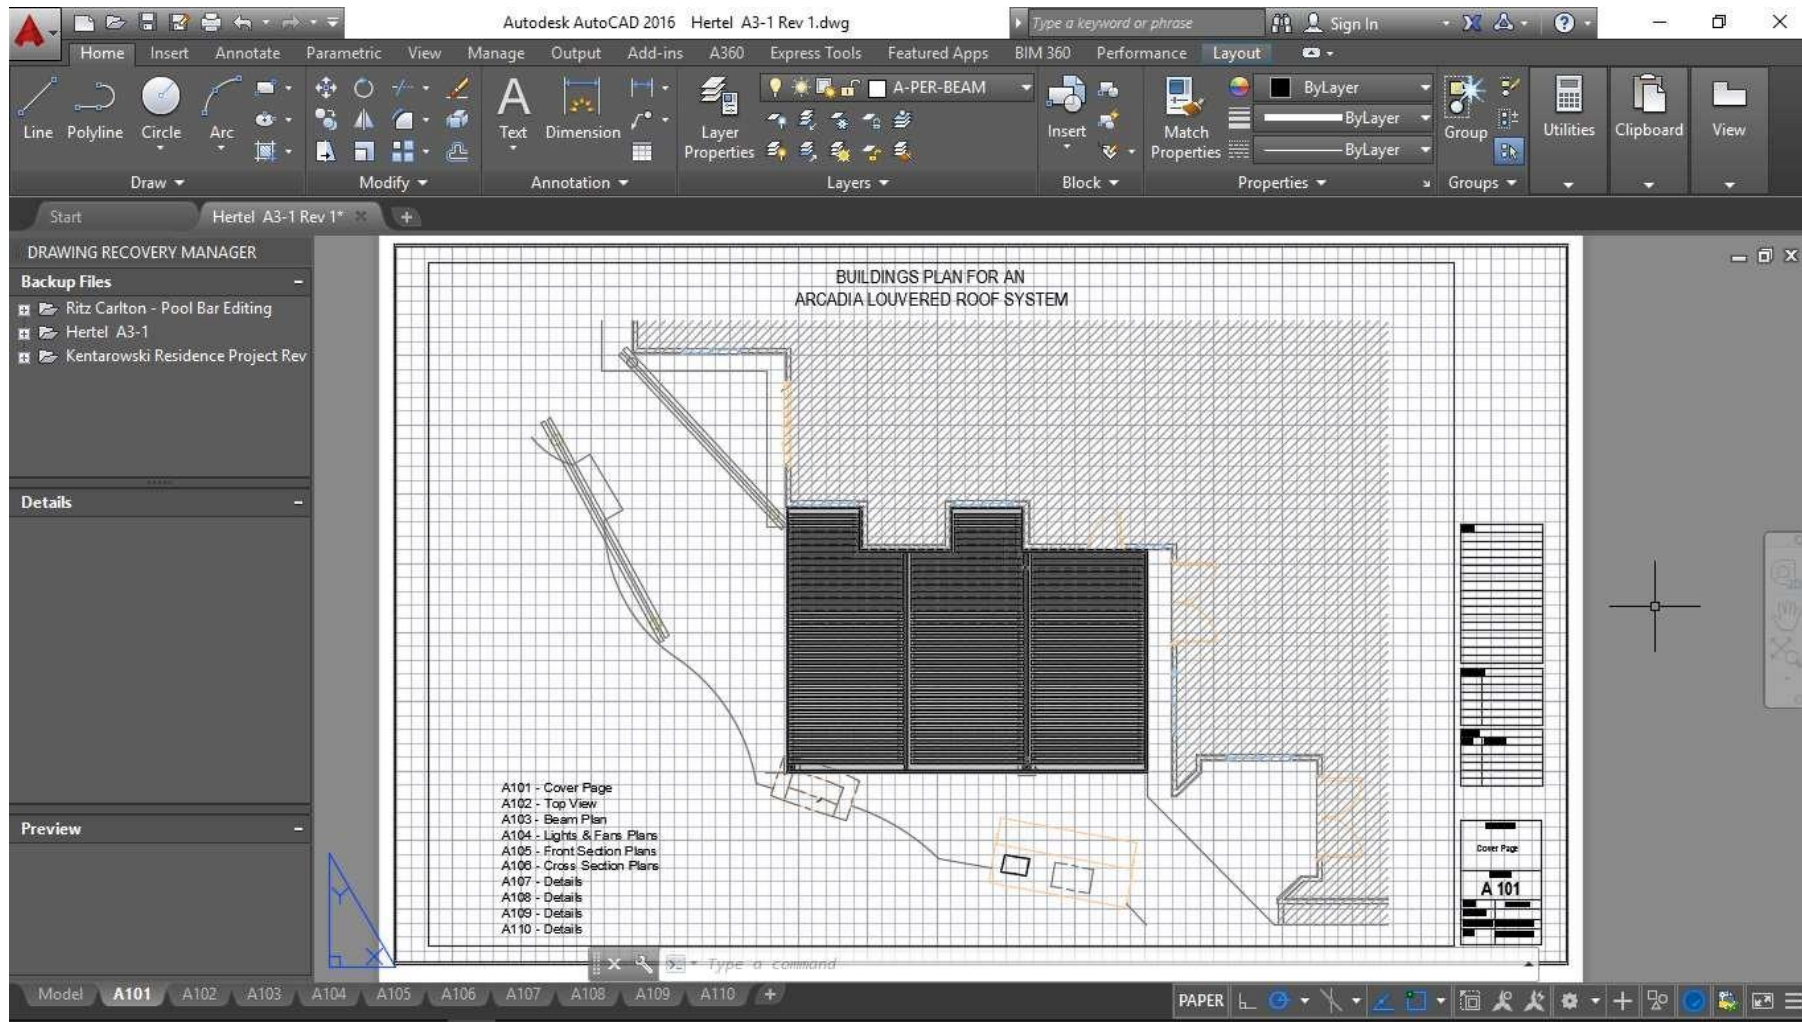 Autodesk AutoCAD 2016 Hertel A3-1 Rev 1.dwg
Type a keyword or phrase
Sign In
Home Insert Annotate Parametric View Manage Output Add-ins A360 Express Tools Featured Apps BIM 360 Performance Layout
A-PER-BEAM
ByLayer
ByLayer
ByLayer
Line Polyline Circle Arc
Text Dimension
Layer Properties
Insert
Match Properties
Group
Utilities Clipboard View
Draw Modify Annotation Layers Block Properties Groups
Start Hertel A3-1 Rev 1*
DRAWING RECOVERY MANAGER
Backup Files
Ritz Carlton - Pool Bar Editing
Hertel A3-1
Kentarowski Residence Project Rev
Details
Preview
BUILDINGS PLAN FOR AN
ARCADIA LOUVERED ROOF SYSTEM
A101 - Cover Page
A102 - Top View
A103 - Beam Plan
A104 - Lights & Fans Plans
A105 - Front Section Plans
A106 - Cross Section Plans
A107 - Details
A108 - Details
A109 - Details
A110 - Details
Cover Page
A 101
Y
X
Type a command
Model A101 A102 A103 A104 A105 A106 A107 A108 A109 A110
PAPER